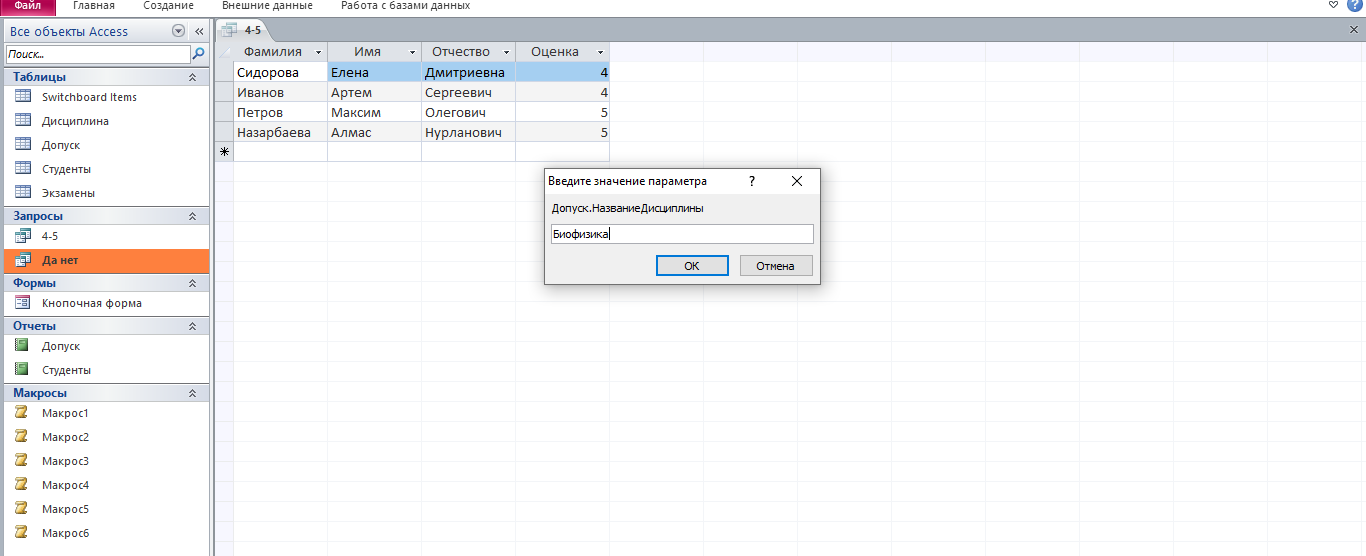 Файл Главная Создание Внешние данные Работа с базами данных
Все объекты Access
Поиск...
Таблицы
Switchboard Items
Дисциплина
Допуск
Студенты
Экзамены
Запросы
4-5
Да нет
Формы
Кнопочная форма
Отчеты
Допуск
Студенты
Макросы
Макрос1
Макрос2
Макрос3
Макрос4
Макрос5
Макрос6
4-5
Фамилия Имя Отчество Оценка
Сидорова Елена Дмитриевна 4
Иванов Артем Сергеевич 4
Петров Максим Олегович 5
Назарбаева Алмас Нурланович 5
Введите значение параметра
Допуск.НазваниеДисциплины
Биофизика
ОК Отмена